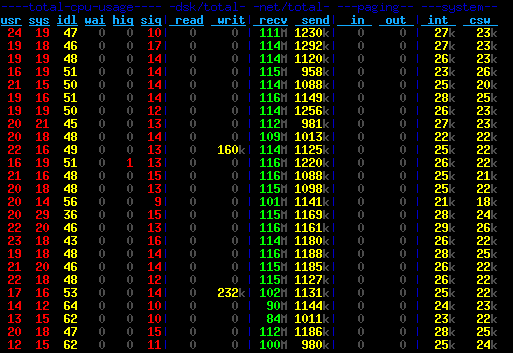 ----total-cpu-usage---- -dsk/total- -net/total- ---paging-- ---system--
usr sys idl wai hiq siq| read  writ| recv  send|  in   out | int   csw
 24  19  47   0   0  10|   0     0 | 111M 1230k|   0     0 |  27k   23k
 19  18  46   0   0  17|   0     0 | 114M 1292k|   0     0 |  27k   23k
 19  19  48   0   0  14|   0     0 | 114M 1120k|   0     0 |  26k   23k
 16  19  51   0   0  14|   0     0 | 115M  958k|   0     0 |  23k   26k
 21  15  50   0   0  14|   0     0 | 114M 1088k|   0     0 |  25k   20k
 19  16  51   0   0  14|   0     0 | 116M 1149k|   0     0 |  28k   25k
 19  19  50   0   0  12|   0     0 | 114M 1256k|   0     0 |  26k   23k
 20  21  45   0   0  13|   0     0 | 112M  981k|   0     0 |  27k   23k
 20  18  48   0   0  14|   0     0 | 109M 1013k|   0     0 |  22k   22k
 22  16  49   0   0  13|   0   160k| 114M 1125k|   0     0 |  25k   22k
 16  19  51   0   1  13|   0     0 | 116M 1220k|   0     0 |  26k   22k
 21  16  48   0   0  15|   0     0 | 116M 1088k|   0     0 |  25k   21k
 20  18  48   0   0  13|   0     0 | 115M 1098k|   0     0 |  26k   22k
 20  14  56   0   0   9|   0     0 | 101M 1141k|   0     0 |  21k   18k
 20  29  36   0   0  15|   0     0 | 115M 1169k|   0     0 |  28k   24k
 22  20  46   0   0  13|   0     0 | 116M 1161k|   0     0 |  29k   26k
 23  18  43   0   0  16|   0     0 | 114M 1180k|   0     0 |  26k   22k
 19  18  48   0   0  14|   0     0 | 116M 1185k|   0     0 |  26k   22k
 21  20  46   0   0  14|   0     0 | 118M 1185k|   0     0 |  26k   22k
 22  18  48   0   0  12|   0     0 | 115M 1127k|   0     0 |  26k   22k
 17  16  53   0   0  14|   0   232k| 102M 1131k|   0     0 |  24k   21k
 14  12  64   0   0  10|   0     0 |  90M 1144k|   0     0 |  24k   23k
 13  15  62   0   0  10|   0     0 |  84M 1011k|   0     0 |  23k   22k
 20  18  47   0   0  15|   0     0 | 112M 1186k|   0     0 |  28k   25k
 12  15  62   0   0  11|   0     0 | 100M  980k|   0     0 |  25k   24k